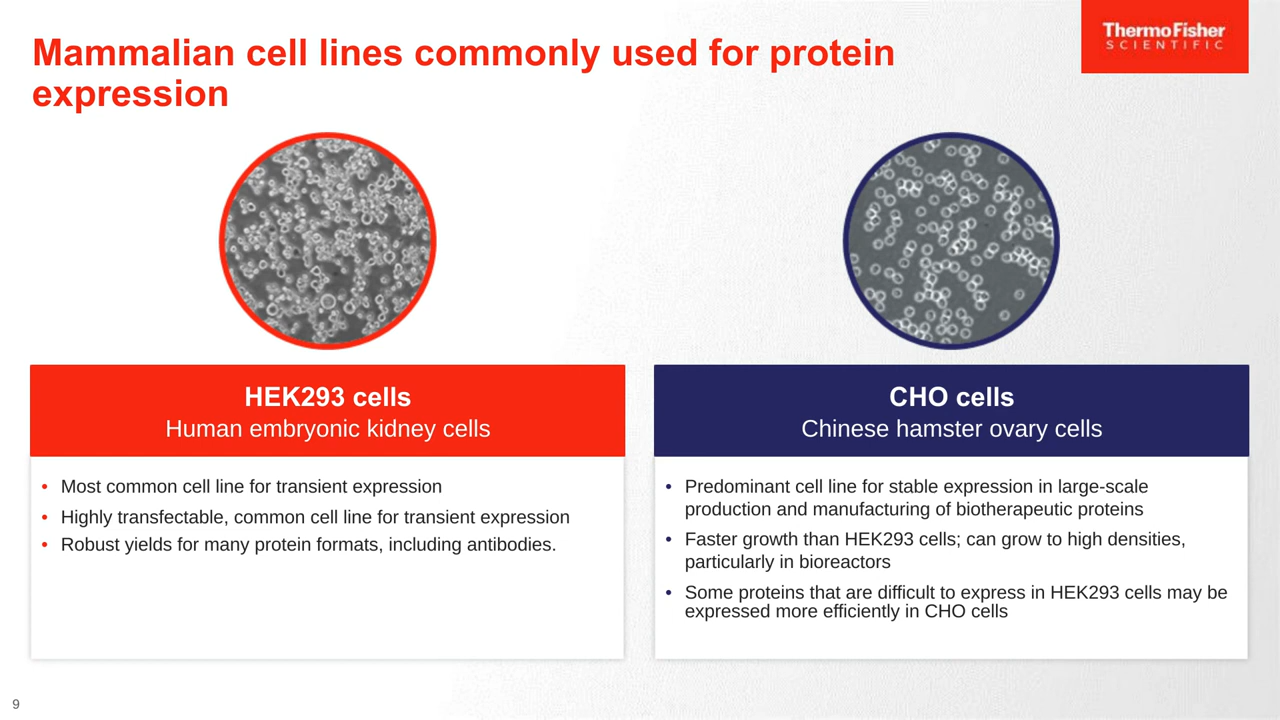 Mammalian cell lines commonly used for protein
expression
ThermoFisher
SCIENTIFIC
HEK293 cells
Human embryonic kidney cells
• Most common cell line for transient expression
• Highly transfectable, common cell line for transient expression
• Robust yields for many protein formats, including antibodies.
CHO cells
Chinese hamster ovary cells
• Predominant cell line for stable expression in large-scale
production and manufacturing of biotherapeutic proteins
• Faster growth than HEK293 cells; can grow to high densities,
particularly in bioreactors
• Some proteins that are difficult to express in HEK293 cells may be
expressed more efficiently in CHO cells
9